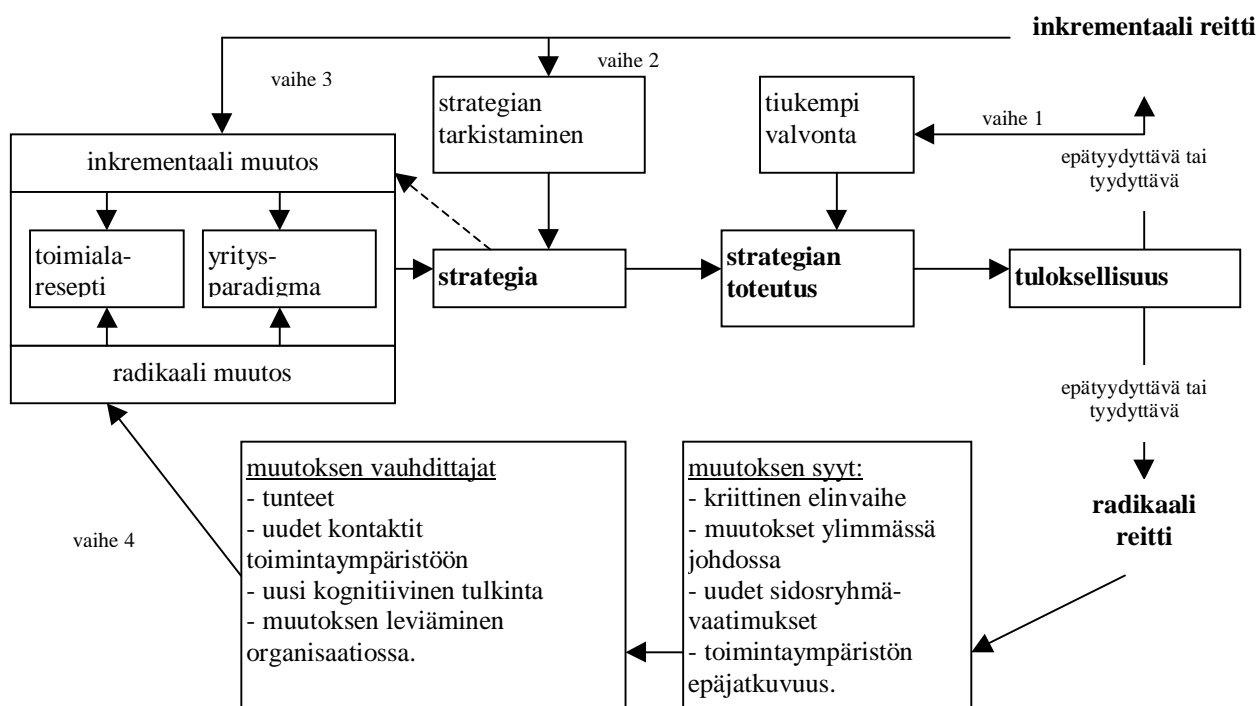 inkrementaali reitti
vaihe 3
vaihe 2
strategian
tarkistaminen
tiukempi
valvonta
vaihe 1
epätyydyttävä tai
tyydyttävä
inkrementaali muutos
toimiala-
resepti
yritys-
paradigma
strategia
strategian
toteutus
tuloksellisuus
radikaali muutos
epätyydyttävä tai
tyydyttävä
muutoksen vauhdittajat
- tunteet
- uudet kontaktit
toimintaympäristöön
- uusi kognitiivinen tulkinta
- muutoksen leviäminen
organisaatiossa.
muutoksen syyt:
- kriittinen elinvaihe
- muutokset ylimmässä
johdossa
- uudet sidosryhmä-
vaatimukset
- toimintaympäristön
epäjatkuvuus.
radikaali
reitti
vaihe 4